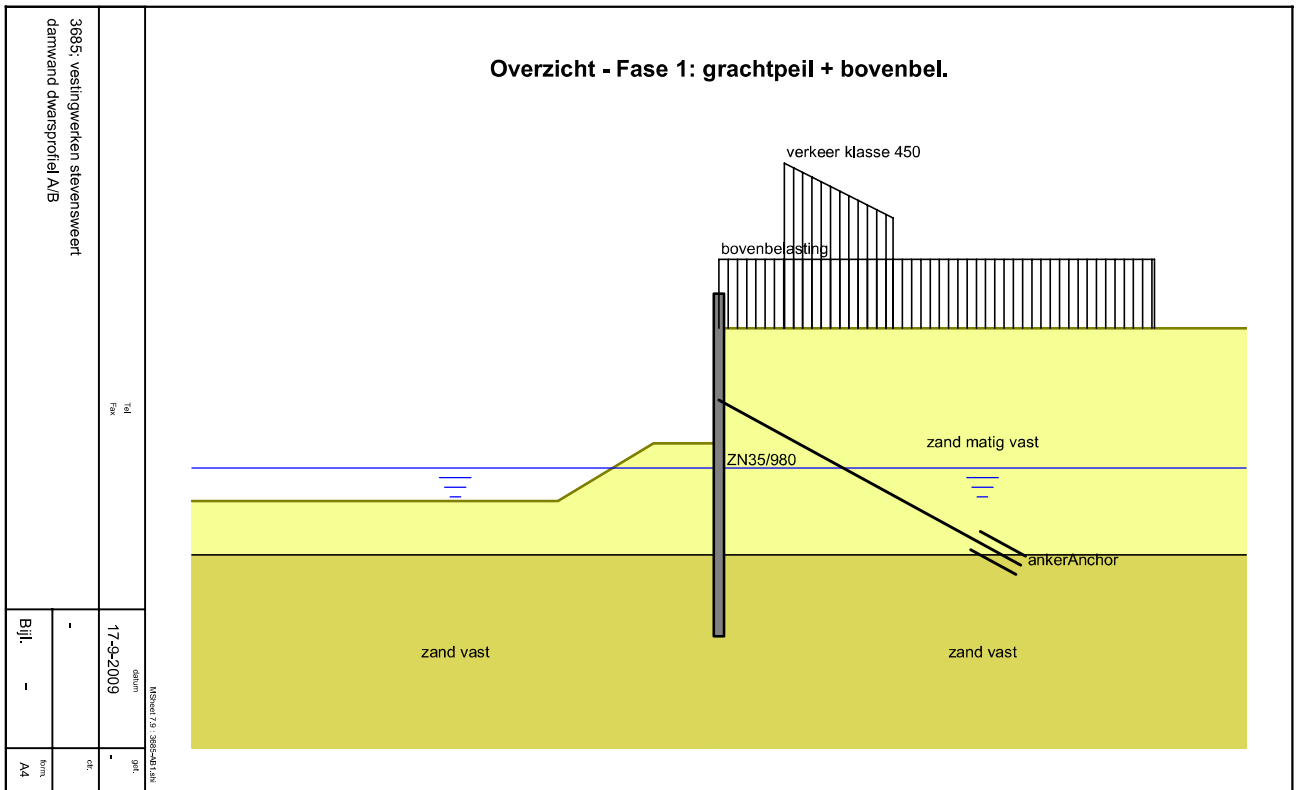 Overzicht - Fase 1: grachtpeil + bovenbel.
verkeer klasse 450
bovenbelasting
zand matig vast
ZN35/980
ankerAnchor
zand vast
zand vast
3685; vestingwerken stevensweert
damwand dwarsprofiel A/B
Tel
Fax
datum
17-9-2009
get.
-
-
ctr.
Bijl. -
form.
A4
MSheet 7.9 : 3685-AB1.shi